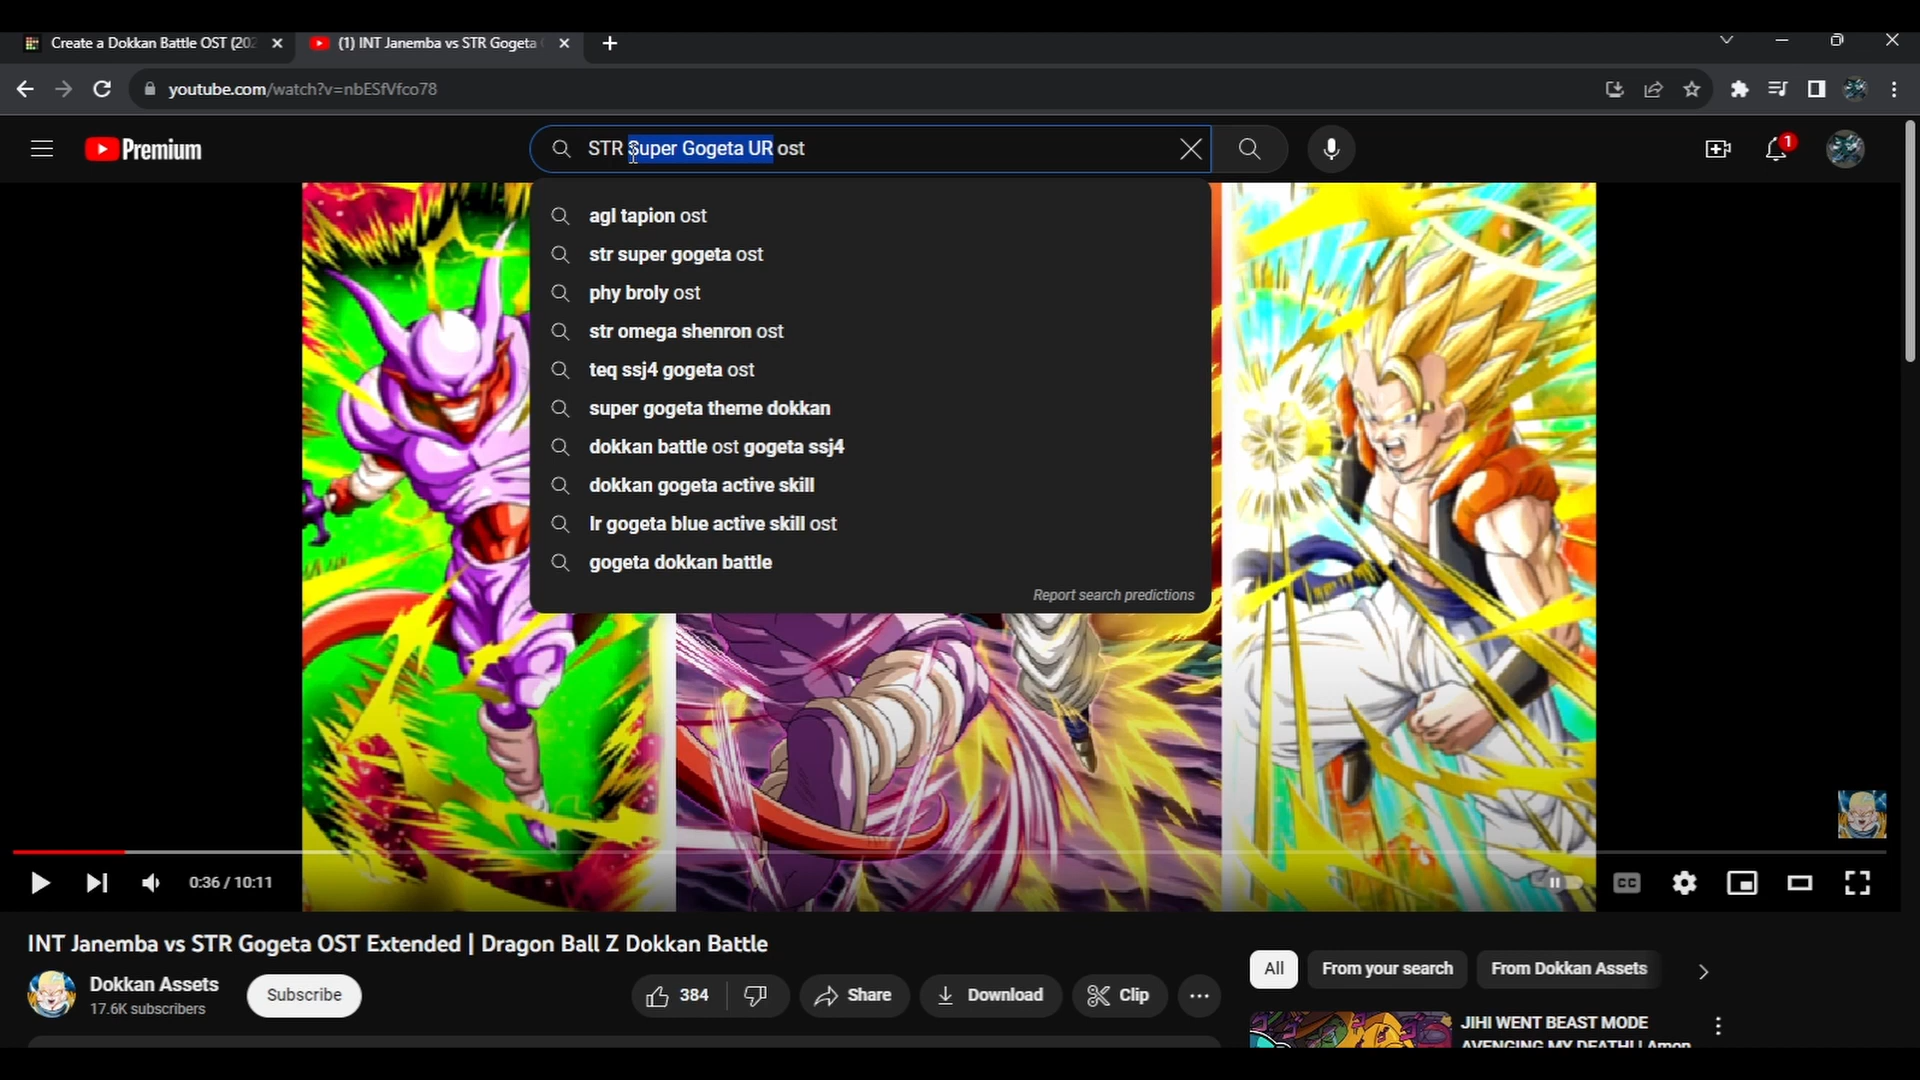 Create a Dokkan Battle OST (202
(1) INT Janemba vs STR Gogeta
youtube.com/watch?v=nbESfVfco78
Premium
STR Super Gogeta UR ost
1
agl tapion ost
str super gogeta ost
phy broly ost
str omega shenron ost
teq ssj4 gogeta ost
super gogeta theme dokkan
dokkan battle ost gogeta ssj4
dokkan gogeta active skill
lr gogeta blue active skill ost
gogeta dokkan battle
Report search predictions
0:36 / 10:11
CC
INT Janemba vs STR Gogeta OST Extended | Dragon Ball Z Dokkan Battle
Dokkan Assets
17.6K subscribers
Subscribe
384
Share
Download
Clip
All
From your search
From Dokkan Assets
JIHI WENT BEAST MODE
AVENGING MY DEATH! | Among